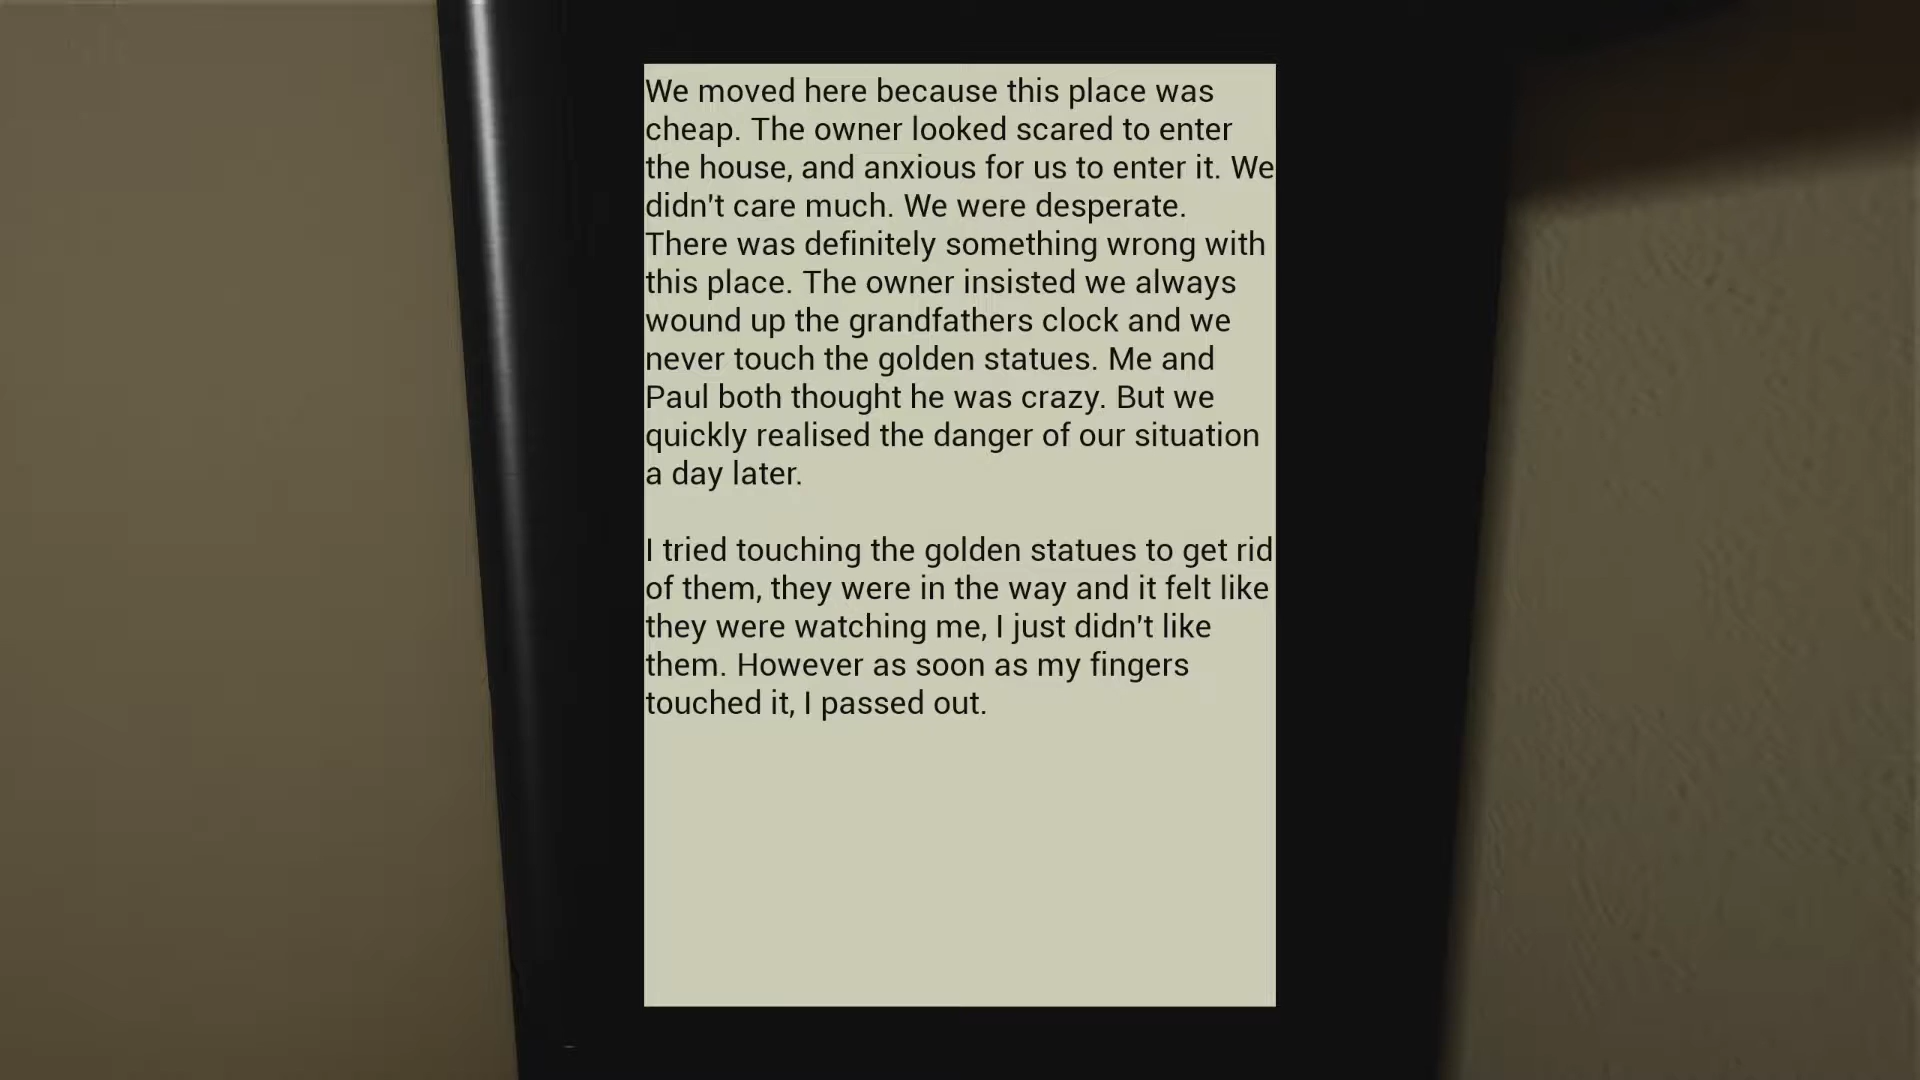 We moved here because this place was
cheap. The owner looked scared to enter
the house, and anxious for us to enter it. We
didn't care much. We were desperate.
There was definitely something wrong with
this place. The owner insisted we always
wound up the grandfathers clock and we
never touch the golden statues. Me and
Paul both thought he was crazy. But we
quickly realised the danger of our situation
a day later.

I tried touching the golden statues to get rid
of them, they were in the way and it felt like
they were watching me, I just didn't like
them. However as soon as my fingers
touched it, I passed out.